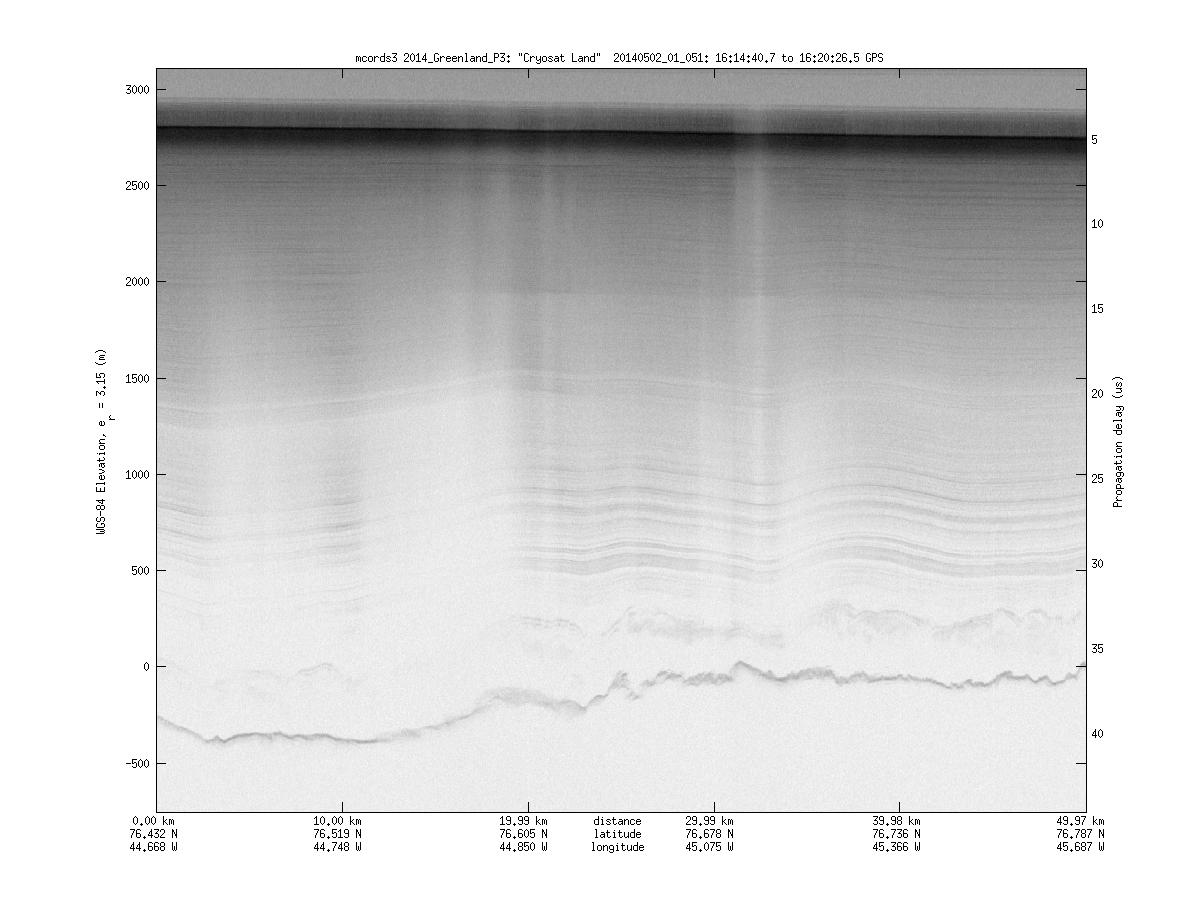 mcords3 2014_Greenland_P3: "Cryosat Land"  20140502_01_051: 16:14:40.7 to 16:20:26.5 GPS
3000
2500
2000
1500
1000
500
0
-500
WGS-84 Elevation, e_r = 3.15 (m)
5
10
15
20
25
30
35
40
Propagation delay (us)
0.00 km 10.00 km 19.99 km distance 29.99 km 39.98 km 49.97 km
76.432 N 76.519 N 76.605 N latitude 76.678 N 76.736 N 76.787 N
44.668 W 44.748 W 44.850 W longitude 45.075 W 45.366 W 45.687 W